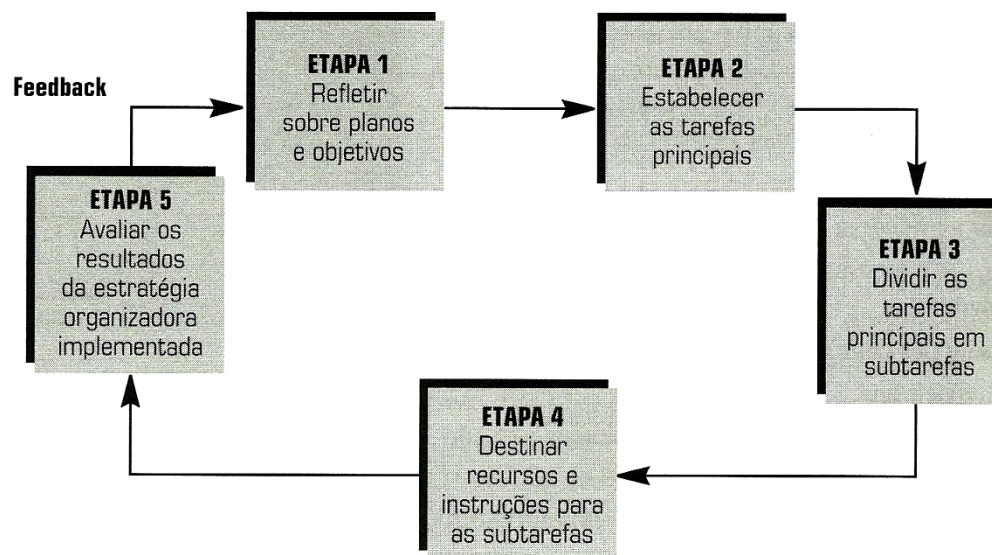 Feedback
ETAPA 1
Refletir
sobre planos
e objetivos
ETAPA 2
Estabelecer
as tarefas
principais
ETAPA 3
Dividir as
tarefas
principais em
subtarefas
ETAPA 4
Destinar
recursos e
instruções para
as subtarefas
ETAPA 5
Avaliar os
resultados
da estratégia
organizadora
implementada